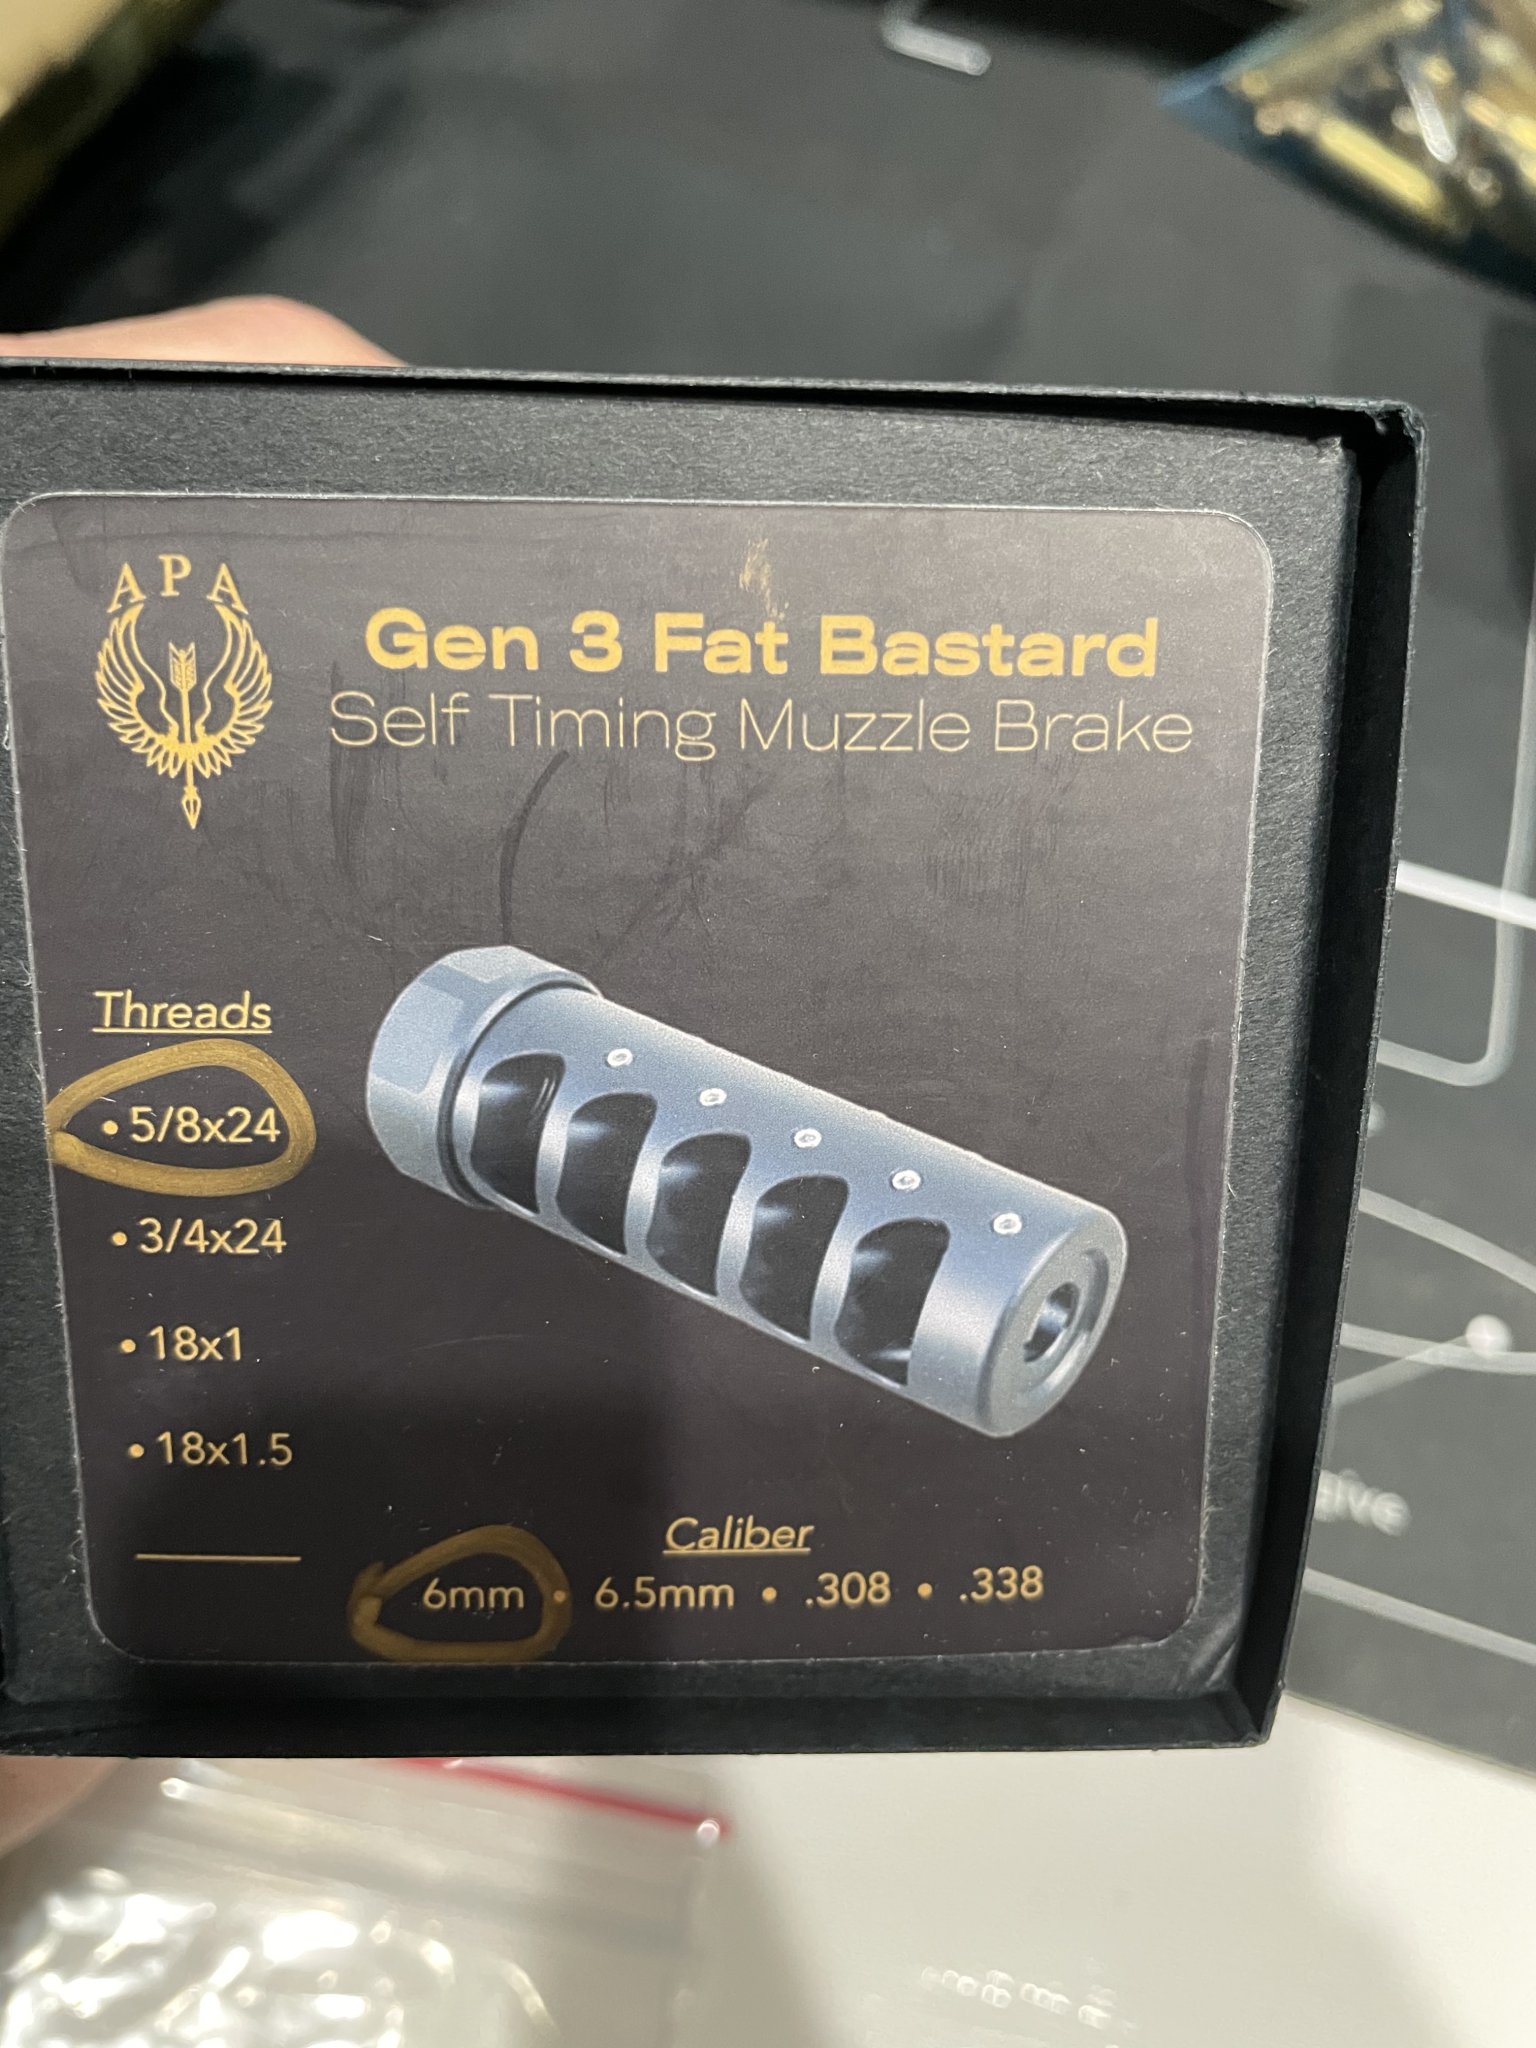 APA
Gen 3 Fat Bastard
Self Timing Muzzle Brake
Threads
• 5/8x24
• 3/4x24
• 18x1
• 18x1.5
Caliber
6mm • 6.5mm • .308 • .338